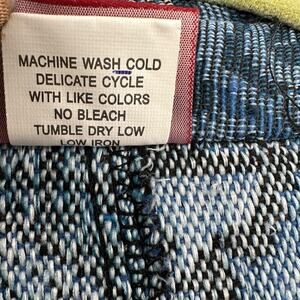 MACHINE WASH COLD
DELICATE CYCLE
WITH LIKE COLORS
NO BLEACH
TUMBLE DRY LOW
LOW IRON